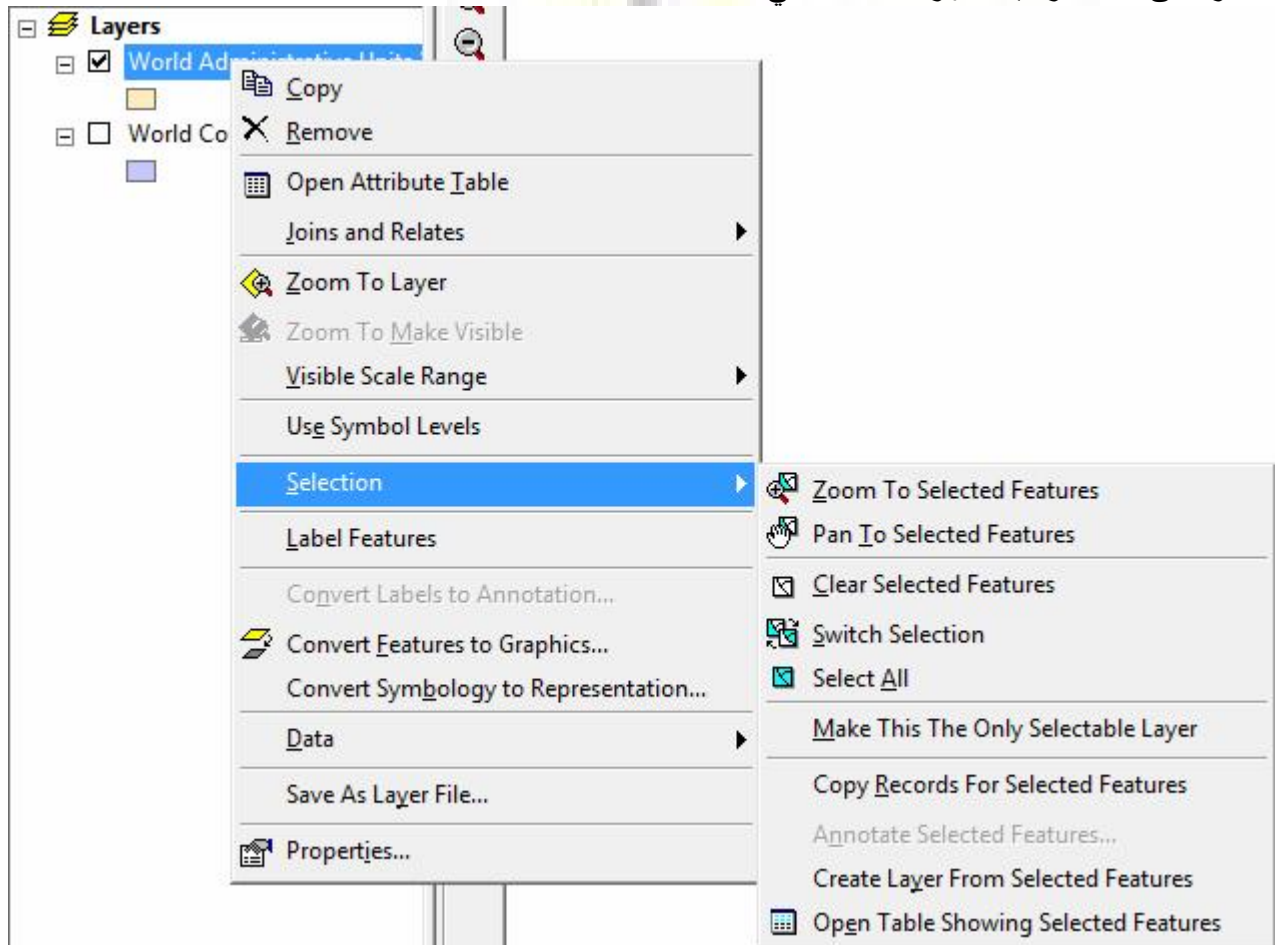 Layers
World Administrative Units
World Co
Copy
Remove
Open Attribute Table
Joins and Relates
Zoom To Layer
Zoom To Make Visible
Visible Scale Range
Use Symbol Levels
Selection
Label Features
Convert Labels to Annotation...
Convert Features to Graphics...
Convert Symbology to Representation...
Data
Save As Layer File...
Properties...
Zoom To Selected Features
Pan To Selected Features
Clear Selected Features
Switch Selection
Select All
Make This The Only Selectable Layer
Copy Records For Selected Features
Annotate Selected Features...
Create Layer From Selected Features
Open Table Showing Selected Features